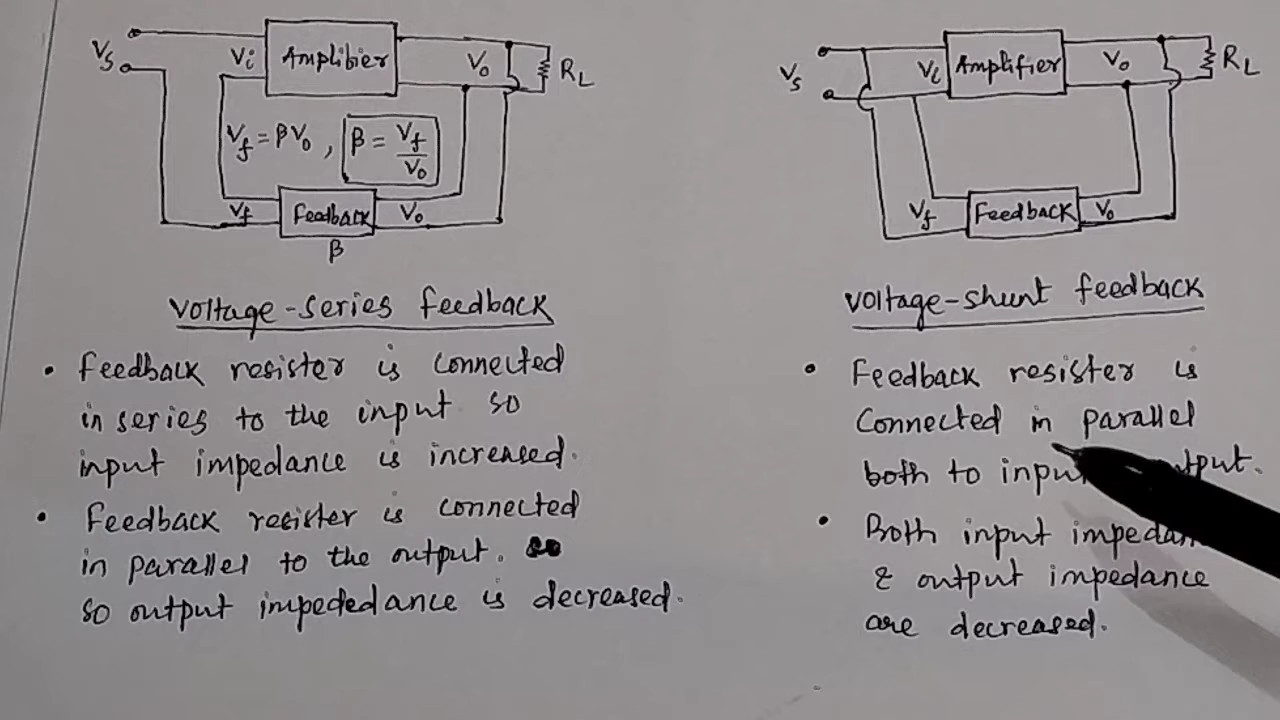 Vs
Vi
Amplibier
Vo
RL
Vf = βVo , β = Vf/Vo
Vf
Feedback
Vo
β
Voltage-series feedback
• Feedback resister is connected
in series to the input so
input impedance is increased.
• Feedback resister is connected
in parallel to the output. so
so output impededance is decreased.
Vs
Vi
Amplifier
Vo
RL
Vf
Feedback
Vo
Voltage-shunt feedback
• Feedback resister is
Connected in parallel
both to
• Both input
& output impedance
are decreased.